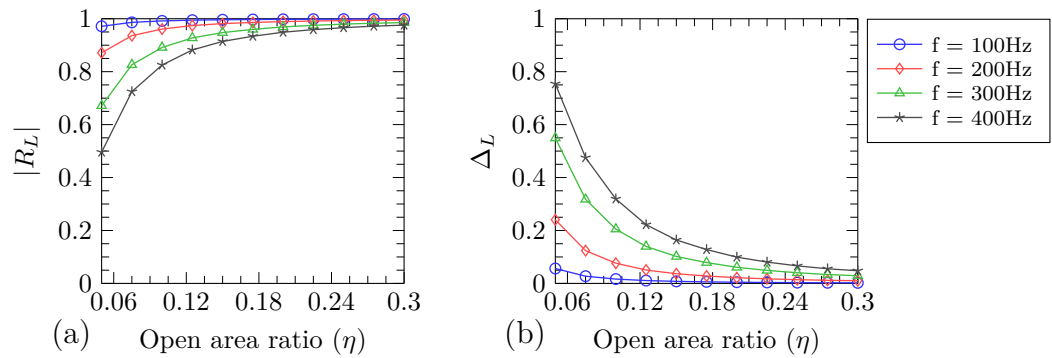 1
0.8
0.6
0.4
0.2
0
|R_L|
0.06 0.12 0.18 0.24 0.3
Open area ratio (η)
(a)
1
0.8
0.6
0.4
0.2
0
Δ_L
0.06 0.12 0.18 0.24 0.3
Open area ratio (η)
(b)
f = 100Hz
f = 200Hz
f = 300Hz
f = 400Hz